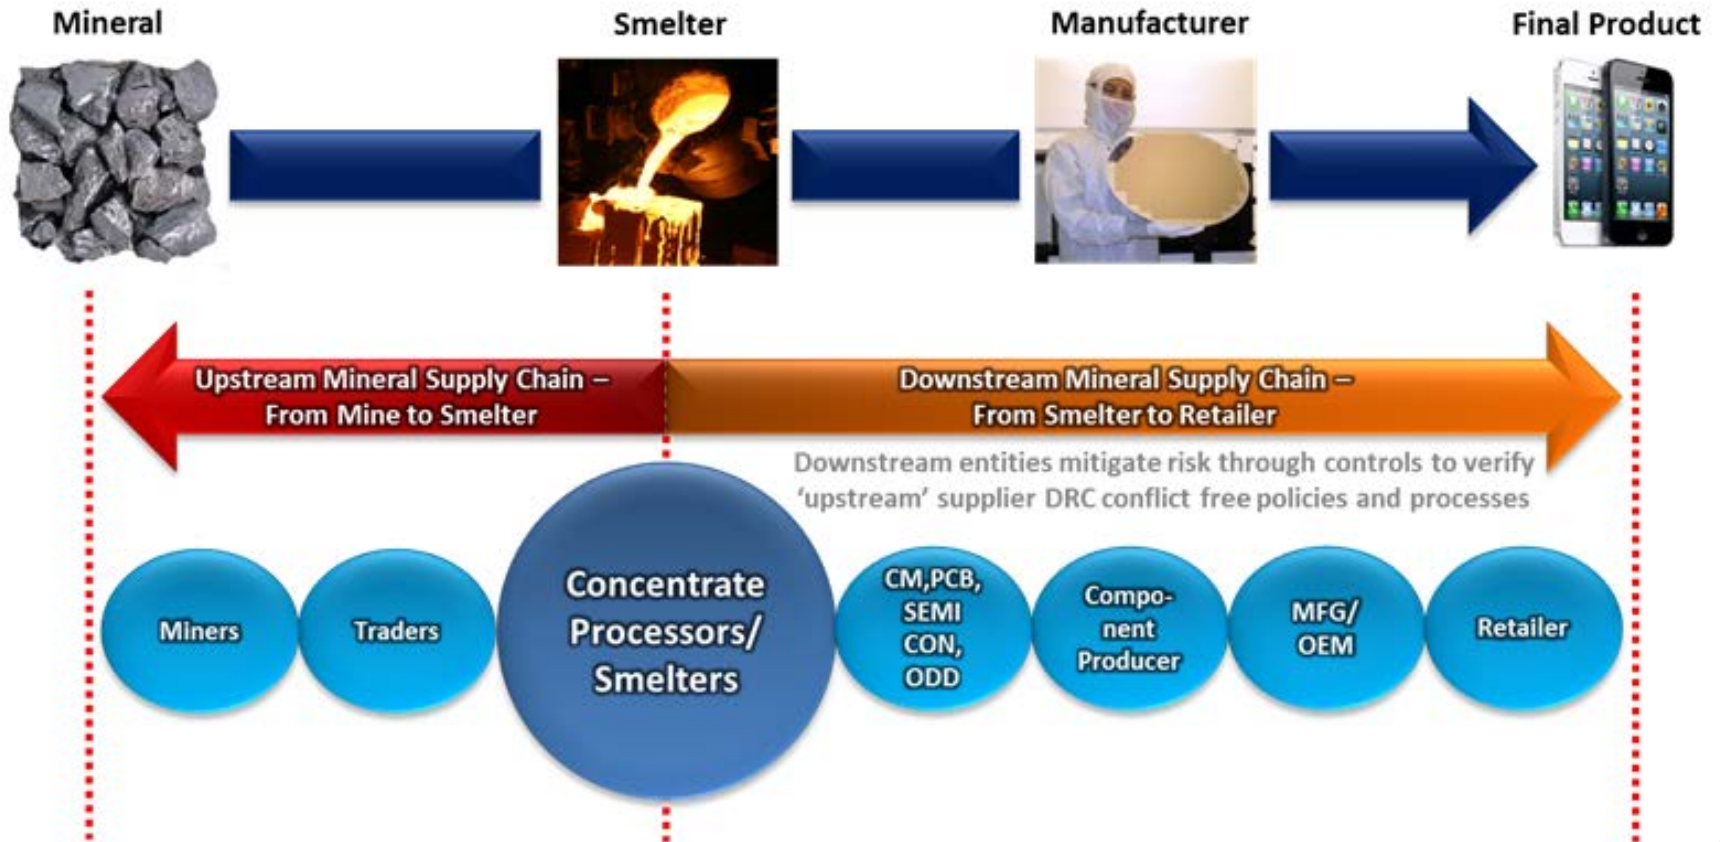 Mineral
Smelter
Manufacturer
Final Product
Upstream Mineral Supply Chain –
From Mine to Smelter
Downstream Mineral Supply Chain –
From Smelter to Retailer
Downstream entities mitigate risk through controls to verify
‘upstream’ supplier DRC conflict free policies and processes
Miners
Traders
Concentrate
Processors/
Smelters
CM,PCB,
SEMI
CON,
ODD
Compo-
nent
Producer
MFG/
OEM
Retailer